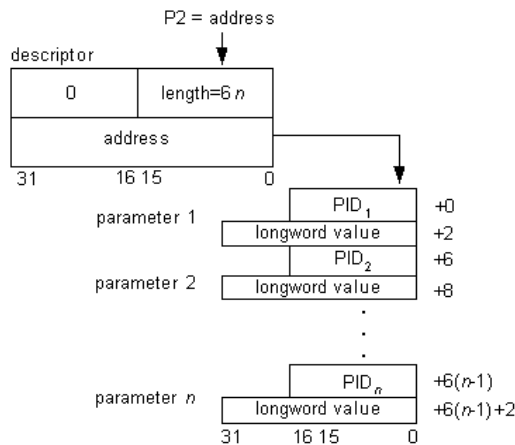 P2 = address
descriptor
0 length=6n
address
31 16 15 0
PID1 +0
parameter 1
longword value +2
PID2 +6
parameter 2
longword value +8
.
.
.
PIDn +6(n-1)
parameter n
longword value +6(n-1)+2
31 16 15 0